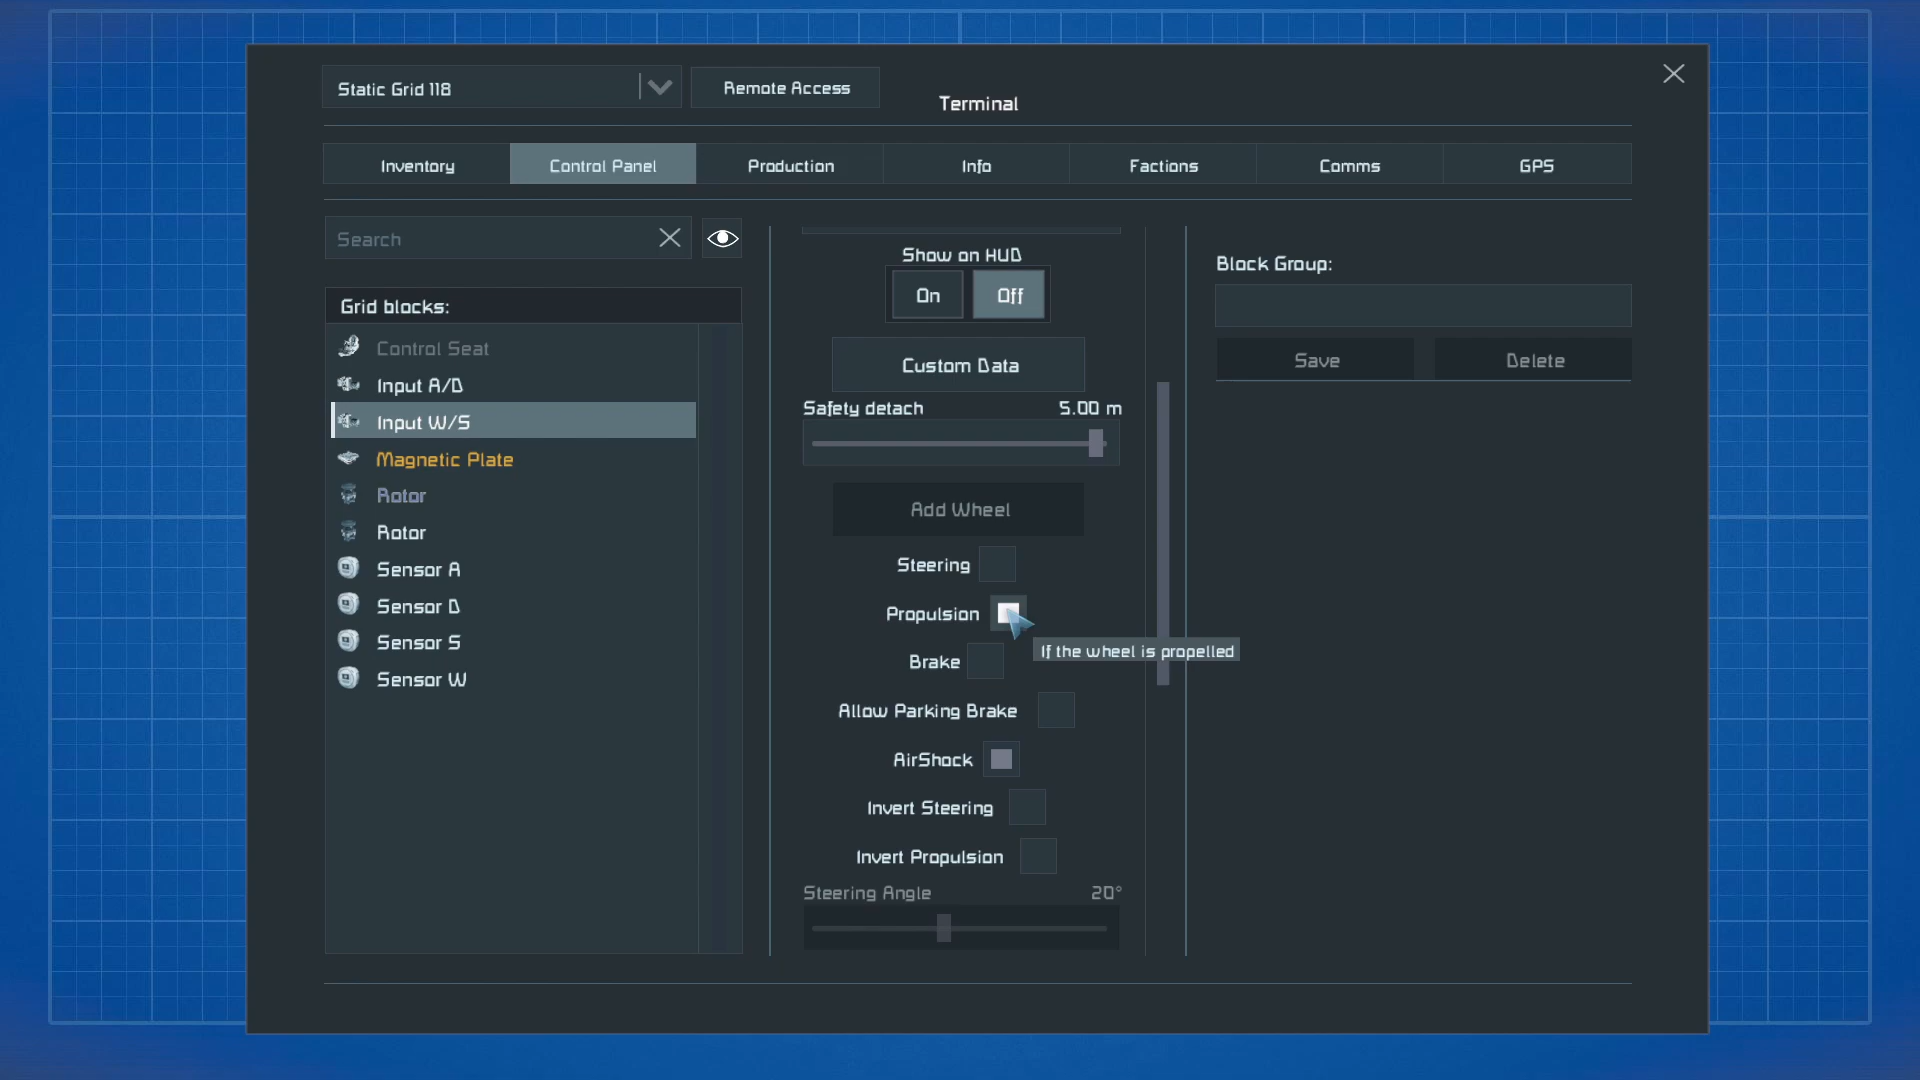 Static Grid 118
Remote Access
Terminal
Inventory
Control Panel
Production
Info
Factions
Comms
GPS
Search
Grid blocks:
Control Seat
Input A/D
Input W/S
Magnetic Plate
Rotor
Rotor
Sensor A
Sensor D
Sensor S
Sensor W
Show on HUD
On
Off
Custom Data
Safety detach 5.00 m
Add Wheel
Steering
Propulsion
If the wheel is propelled
Brake
Allow Parking Brake
AirShock
Invert Steering
Invert Propulsion
Steering Angle 20°
Block Group:
Save
Delete